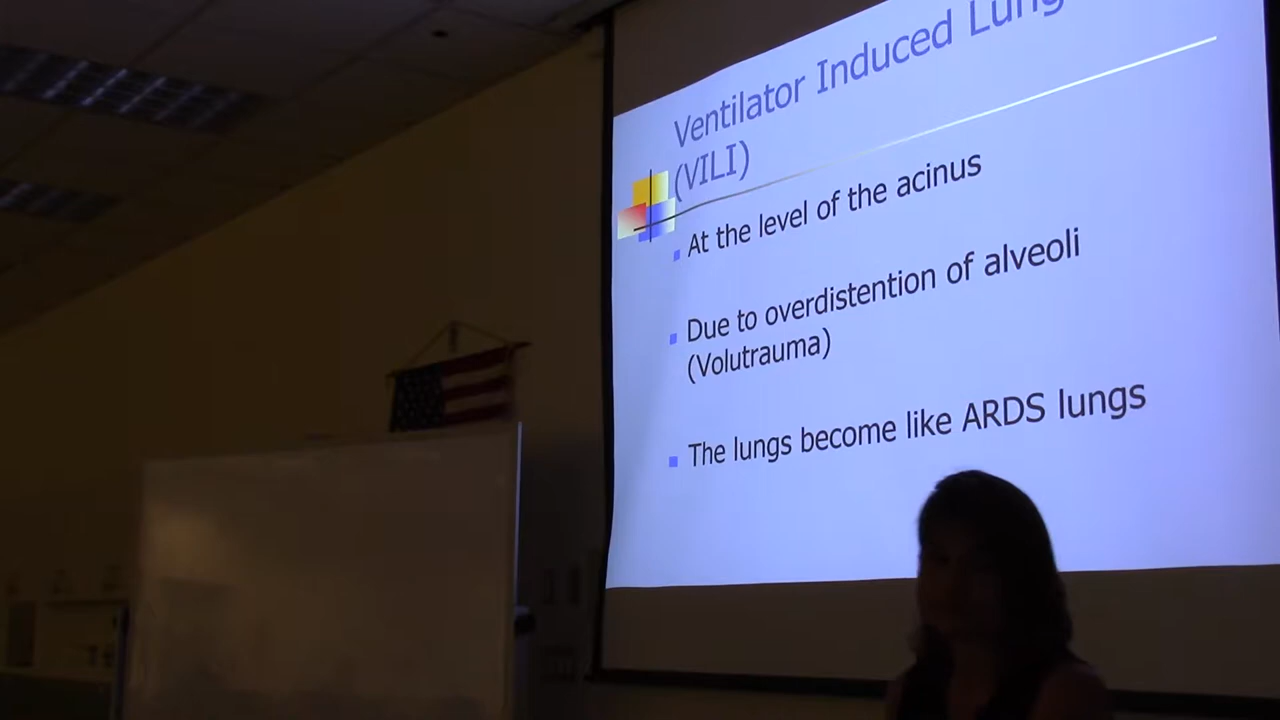 Ventilator Induced Lung
(VILI)
At the level of the acinus
Due to overdistention of alveoli
(Volutrauma)
The lungs become like ARDS lungs